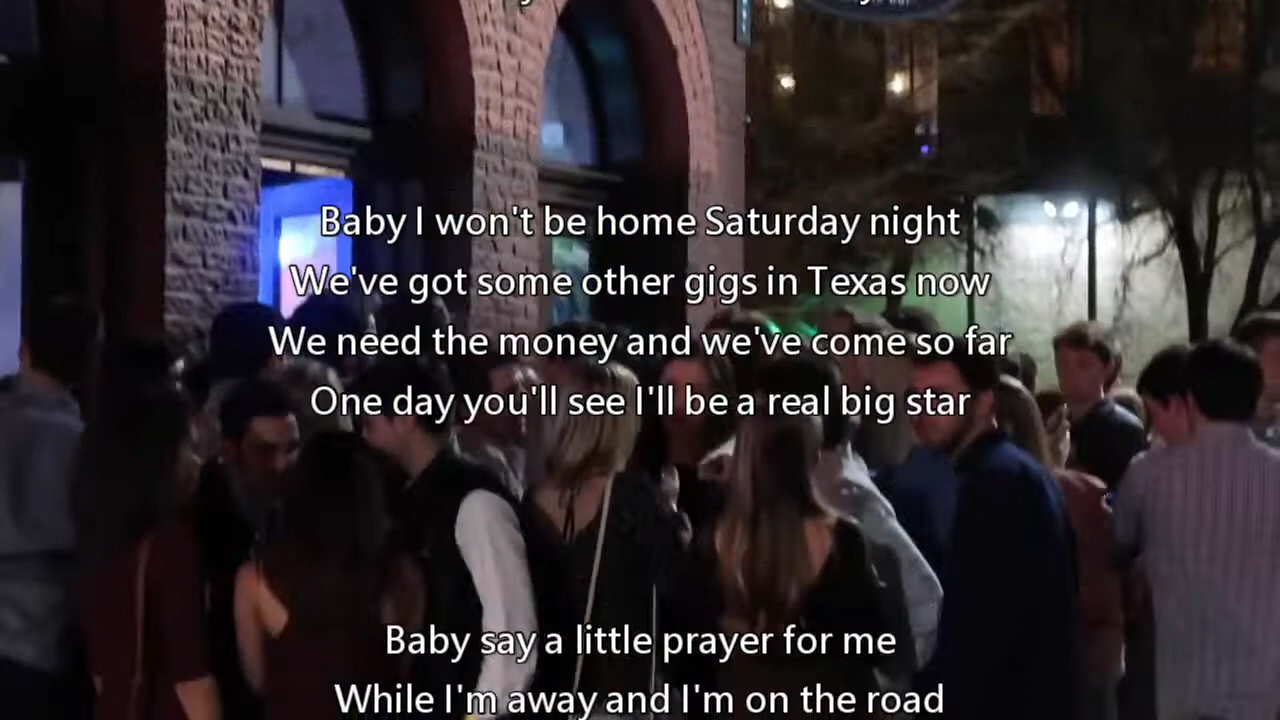 Baby I won't be home Saturday night
We've got some other gigs in Texas now
We need the money and we've come so far
One day you'll see I'll be a real big star
Baby say a little prayer for me
While I'm away and I'm on the road